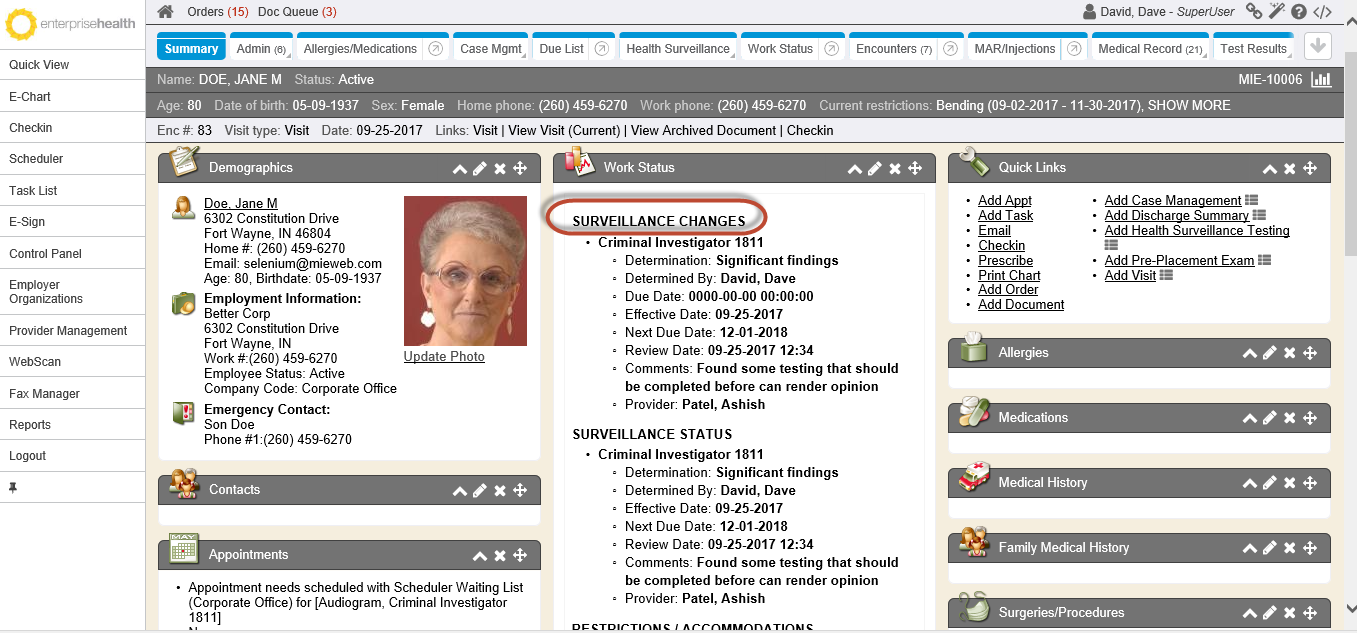 enterprisehealth
Quick View
E-Chart
Checkin
Scheduler
Task List
E-Sign
Control Panel
Employer
Organizations
Provider Management
WebScan
Fax Manager
Reports
Logout
Orders (15) Doc Queue (3)
David, Dave - SuperUser
Summary Admin (6) Allergies/Medications Case Mgmt Due List Health Surveillance Work Status Encounters (7) MAR/Injections Medical Record (21) Test Results
Name: DOE, JANE M Status: Active
MIE-10006
Age: 80 Date of birth: 05-09-1937 Sex: Female Home phone: (260) 459-6270 Work phone: (260) 459-6270 Current restrictions: Bending (09-02-2017 - 11-30-2017), SHOW MORE
Enc #: 83 Visit type: Visit Date: 09-25-2017 Links: Visit | View Visit (Current) | View Archived Document | Checkin
Demographics
Doe, Jane M
6302 Constitution Drive
Fort Wayne, IN 46804
Home #: (260) 459-6270
Email: selenium@mieweb.com
Age: 80, Birthdate: 05-09-1937
Employment Information:
Better Corp
6302 Constitution Drive
Fort Wayne, IN
Work #:(260) 459-6270
Employee Status: Active
Company Code: Corporate Office
Emergency Contact:
Son Doe
Phone #1:(260) 459-6270
Update Photo
Contacts
MAY
Appointments
• Appointment needs scheduled with Scheduler Waiting List
(Corporate Office) for [Audiogram, Criminal Investigator
1811]
Work Status
SURVEILLANCE CHANGES
• Criminal Investigator 1811
◦ Determination: Significant findings
◦ Determined By: David, Dave
◦ Due Date: 0000-00-00 00:00:00
◦ Effective Date: 09-25-2017
◦ Next Due Date: 12-01-2018
◦ Review Date: 09-25-2017 12:34
◦ Comments: Found some testing that should
be completed before can render opinion
◦ Provider: Patel, Ashish
SURVEILLANCE STATUS
• Criminal Investigator 1811
◦ Determination: Significant findings
◦ Determined By: David, Dave
◦ Effective Date: 09-25-2017
◦ Next Due Date: 12-01-2018
◦ Review Date: 09-25-2017 12:34
◦ Comments: Found some testing that should
be completed before can render opinion
◦ Provider: Patel, Ashish
RESTRICTIONS / ACCOMMODATIONS
Quick Links
• Add Appt
• Add Task
• Email
• Checkin
• Prescribe
• Print Chart
• Add Order
• Add Document
• Add Case Management
• Add Discharge Summary
• Add Health Surveillance Testing
• Add Pre-Placement Exam
• Add Visit
Allergies
Medications
Medical History
Family Medical History
Surgeries/Procedures